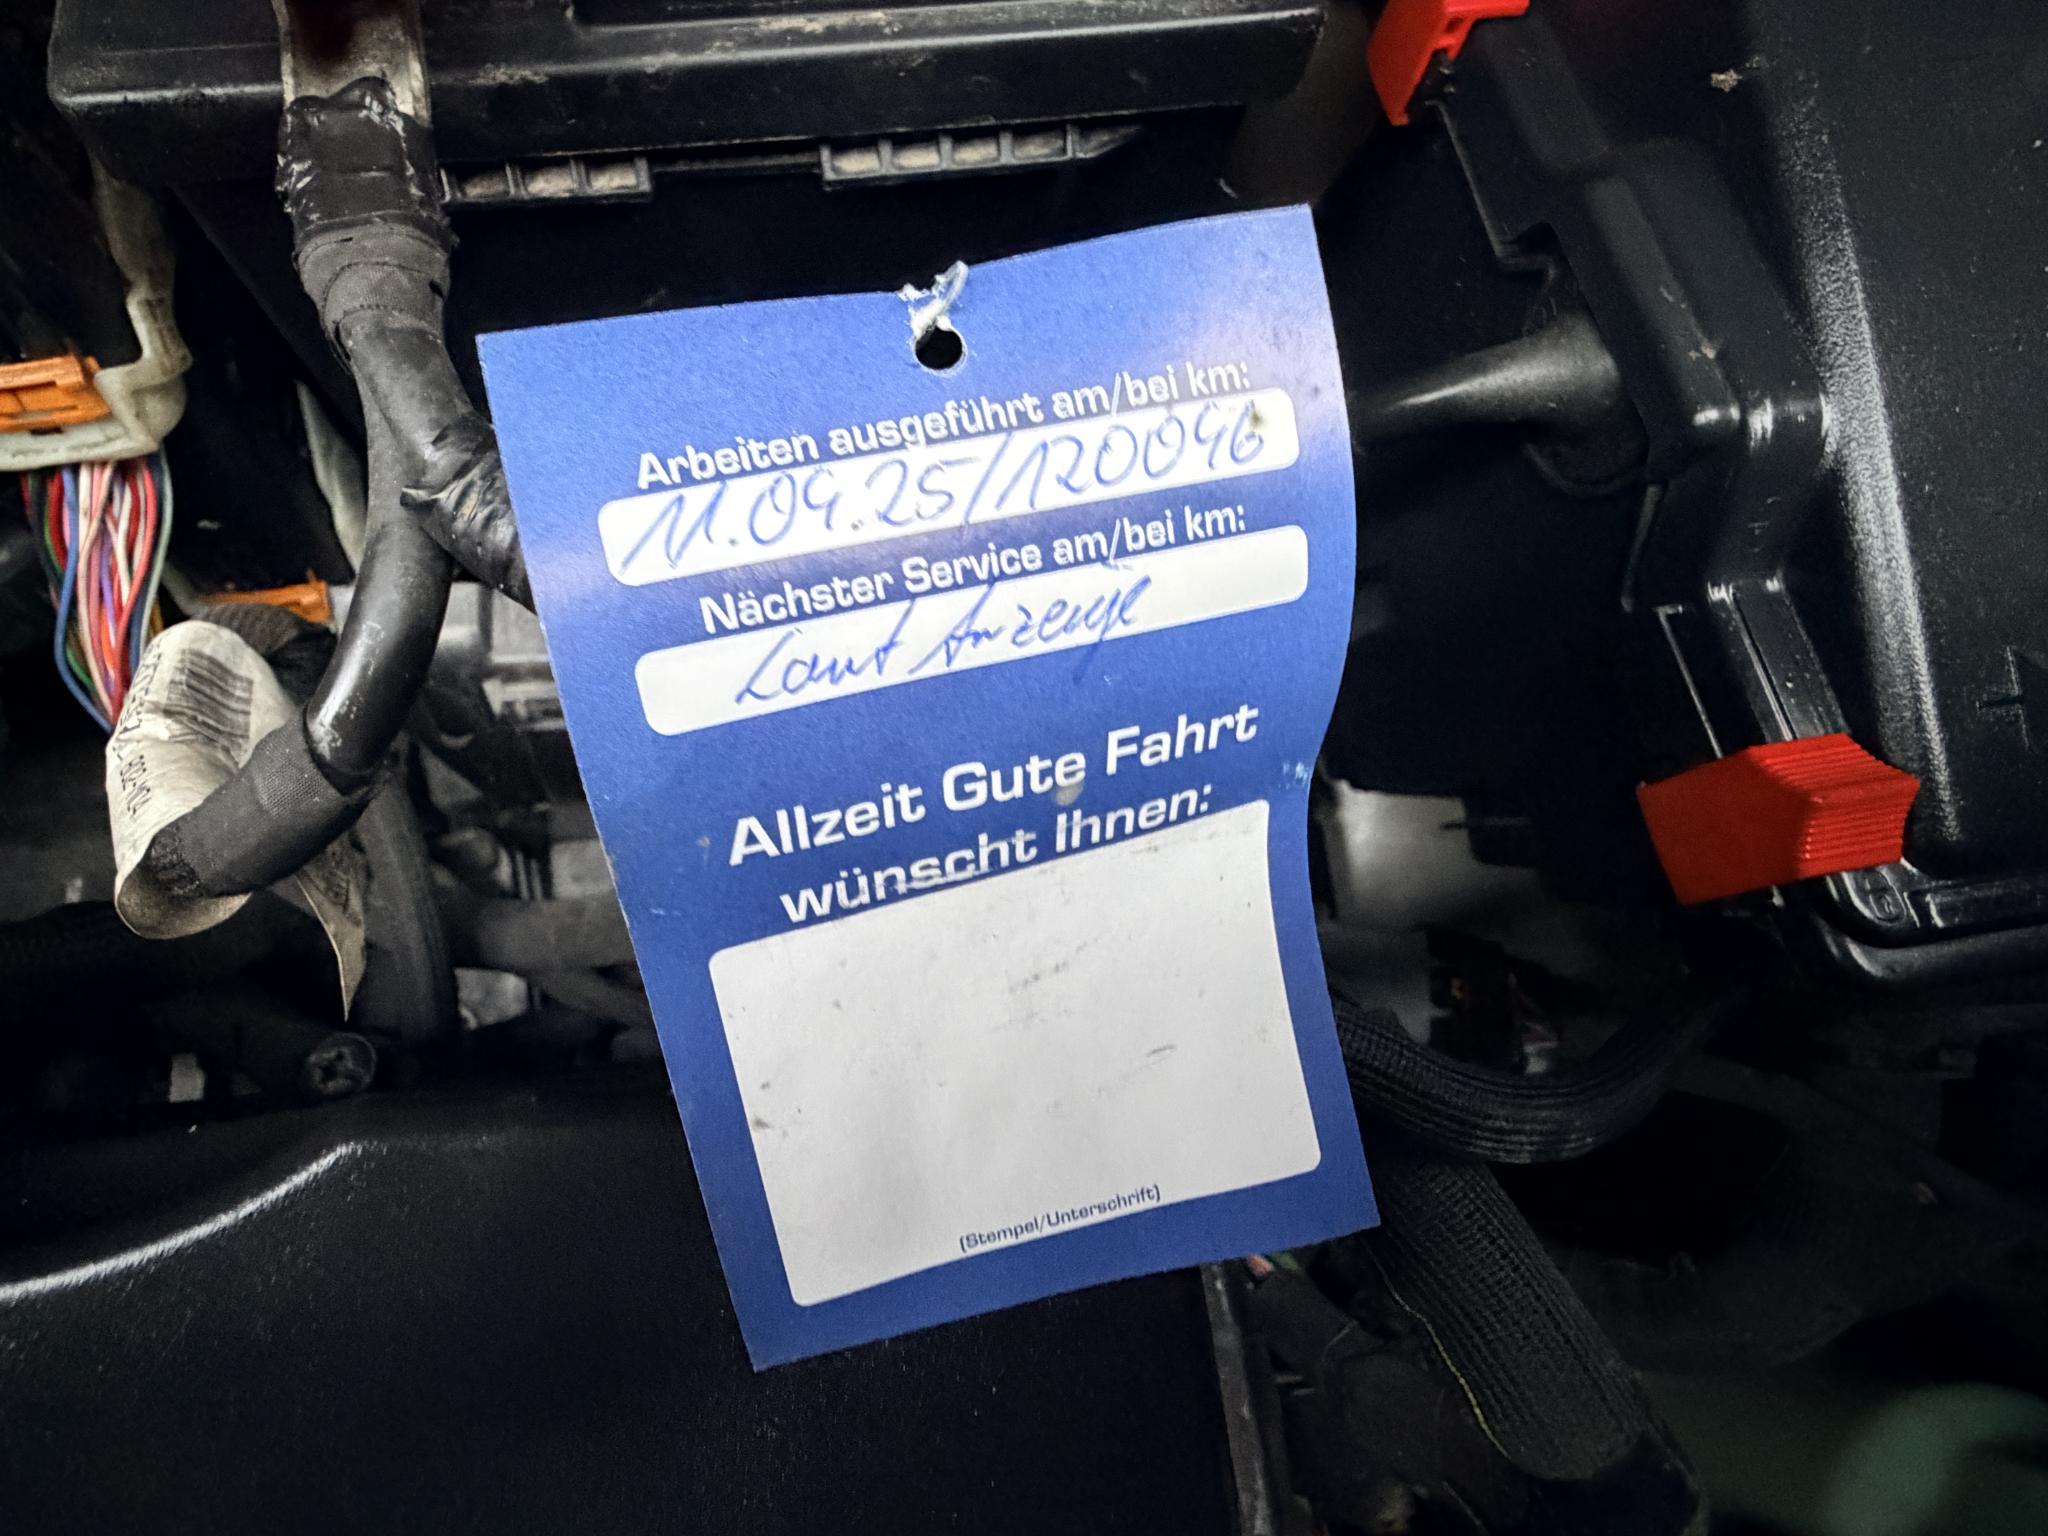 Arbeiten ausgeführt am/bei km:
11.09.25/120096
Nächster Service am/bei km:
Laut Anzeige
Allzeit Gute Fahrt
wünscht Ihnen:
(Stempel/Unterschrift)